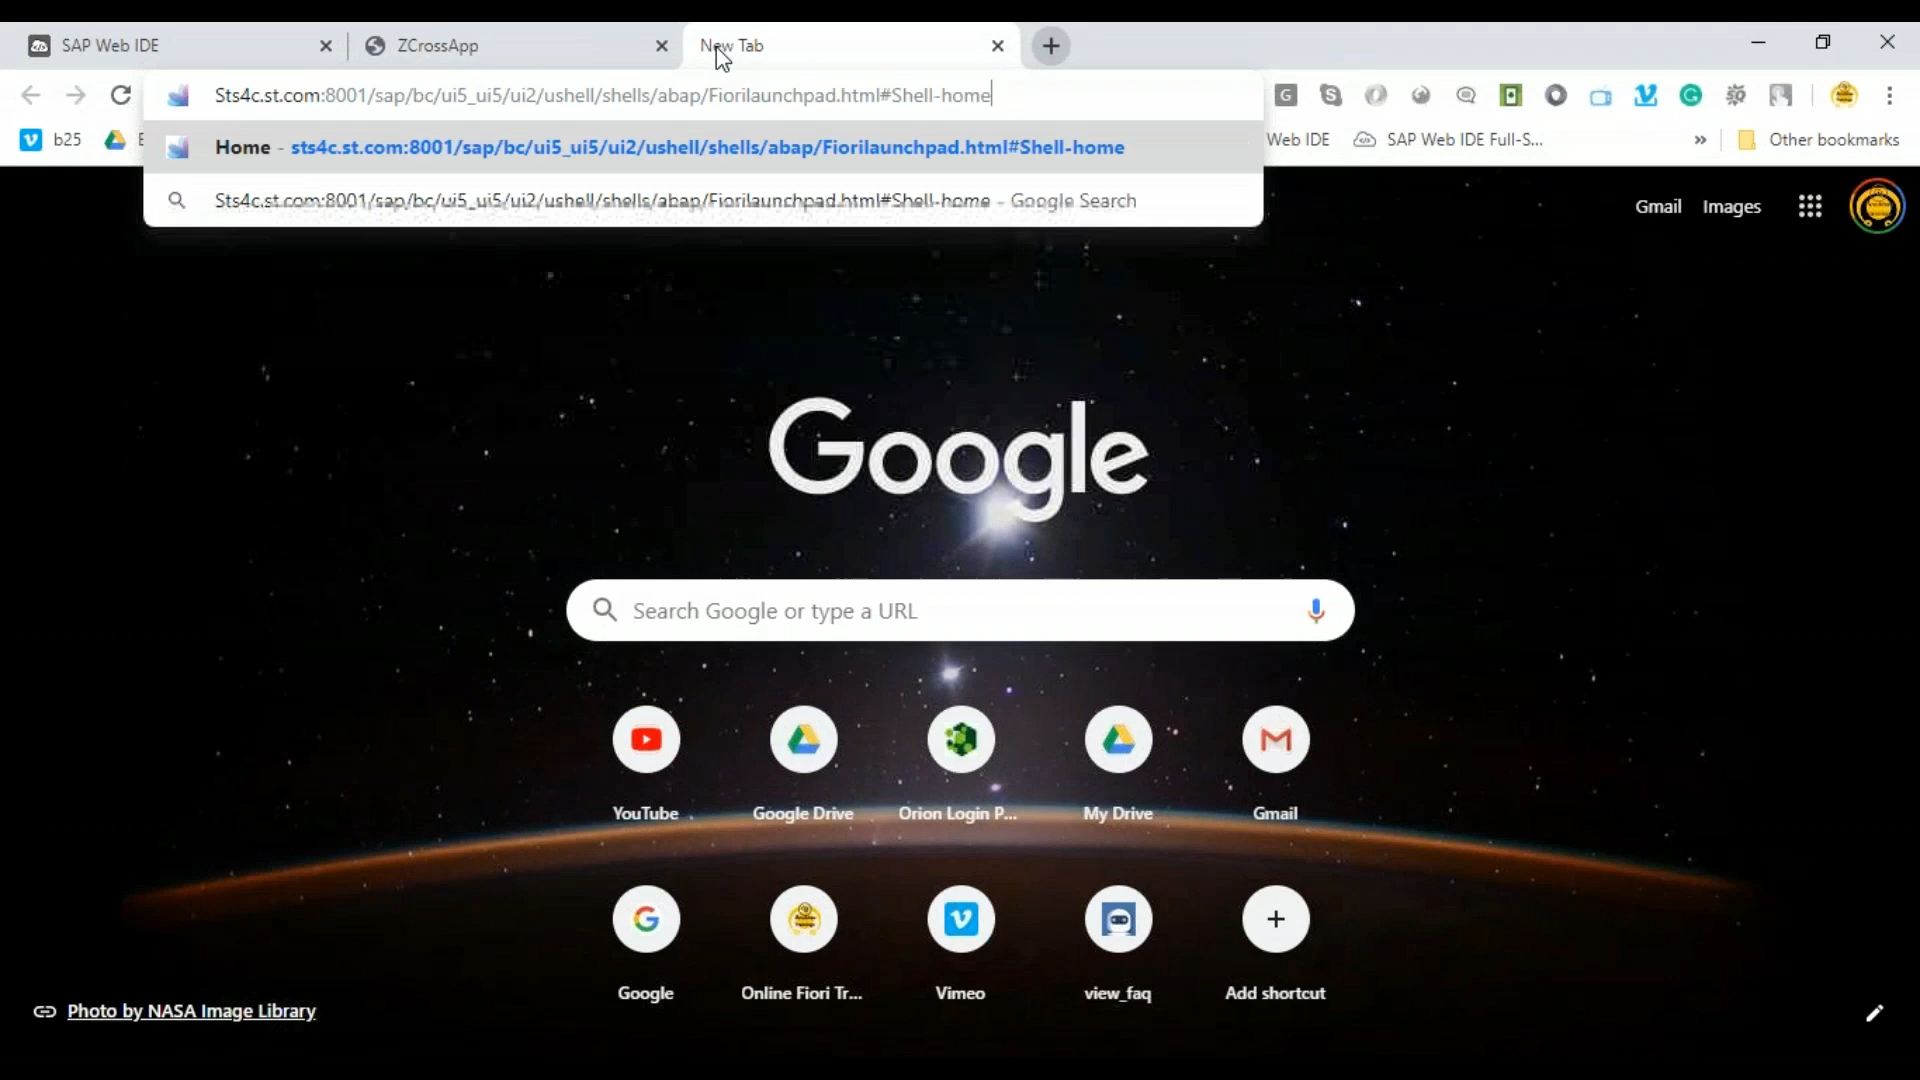 SAP Web IDE
ZCrossApp
New Tab
Sts4c.st.com:8001/sap/bc/ui5_ui5/ui2/ushell/shells/abap/Fiorilaunchpad.html#Shell-home
b25
Web IDE
SAP Web IDE Full-S...
»
Other bookmarks
Home - sts4c.st.com:8001/sap/bc/ui5_ui5/ui2/ushell/shells/abap/Fiorilaunchpad.html#Shell-home
Sts4c.st.com:8001/sap/bc/ui5_ui5/ui2/ushell/shells/abap/Fiorilaunchpad.html#Shell-home - Google Search
Gmail Images
Google
Search Google or type a URL
YouTube
Google Drive
Orion Login P...
My Drive
Gmail
Google
Online Fiori Tr...
Vimeo
view_faq
Add shortcut
Photo by NASA Image Library